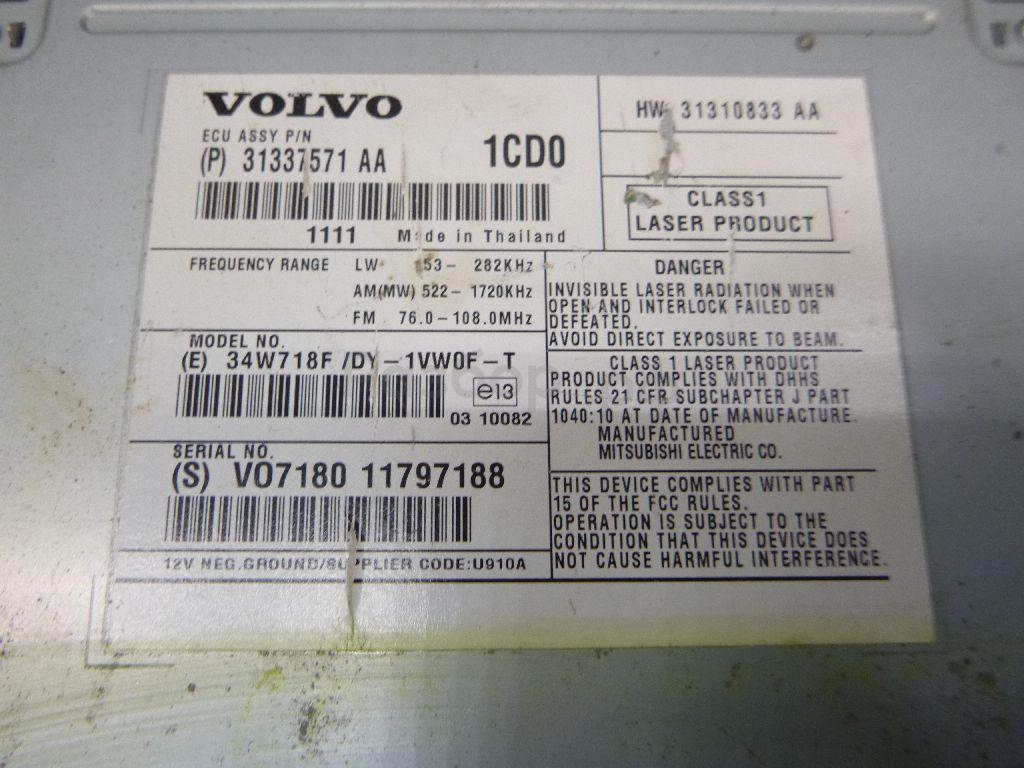 VOLVO
ECU ASSY P/N
(P) 31337571 AA
1CD0
1111 Made in Thailand
HW 31310833 AA
CLASS1
LASER PRODUCT
FREQUENCY RANGE LW 53- 282KHz
AM(MW) 522-1720KHz
FM 76.0-108.0MHz
MODEL NO.
(E) 34W718F/DY-1VW0F-T
e13
03 10082
SERIAL NO.
(S) VO7180 11797188
12V NEG.GROUND/SUPPLIER CODE:U910A
DANGER
INVISIBLE LASER RADIATION WHEN
OPEN AND INTERLOCK FAILED OR
DEFEATED.
AVOID DIRECT EXPOSURE TO BEAM.
CLASS 1 LASER PRODUCT
PRODUCT COMPLIES WITH DHHS
RULES 21 CFR SUBCHAPTER J PART
1040:10 AT DATE OF MANUFACTURE.
MANUFACTURED
MITSUBISHI ELECTRIC CO.
THIS DEVICE COMPLIES WITH PART
15 OF THE FCC RULES.
OPERATION IS SUBJECT TO THE
CONDITION THAT THIS DEVICE DOES
NOT CAUSE HARMFUL INTERFERENCE.